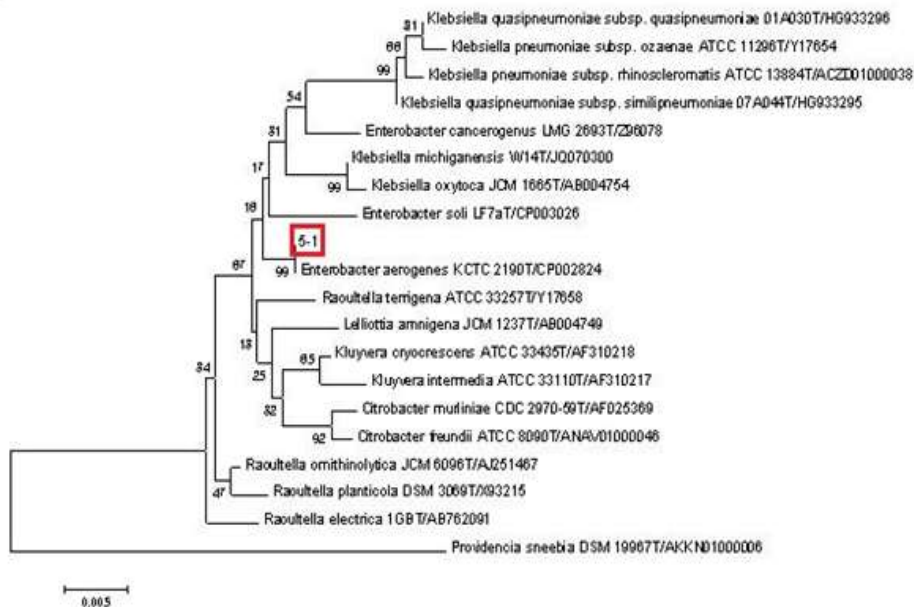 81
Klebsiella quasipneumoniae subsp. quasipneumoniae 01A030T/HG933296
66
Klebsiella pneumoniae subsp. ozaenae ATCC 11296T/Y17654
99
Klebsiella pneumoniae subsp. rhinoscleromatis ATCC 13884T/ACZD01000038
Klebsiella quasipneumoniae subsp. similipneumoniae 07A044T/HG933295
54
Enterobacter cancerogenus LMG 2693T/Z96078
31
Klebsiella michiganensis W14T/JQ070300
99
Klebsiella oxytoca JCM 1665T/AB004754
17
Enterobacter soli LF7aT/CP003026
18
5-1
99
Enterobacter aerogenes KCTC 2190T/CP002824
67
Raoultella terrigena ATCC 33257T/Y17658
Lelliottia amnigena JCM 1237T/AB004749
13
Kluyvera cryocrescens ATCC 33435T/AF310218
65
25
Kluyvera intermedia ATCC 33110T/AF310217
34
Citrobacter murliniae CDC 2970-59T/AF025369
32
92
Citrobacter freundii ATCC 8090T/ANAV01000046
Raoultella ornithinolytica JCM 6096T/AJ251467
47
Raoultella planticola DSM 3069T/X93215
Raoultella electrica 1GBT/AB762091
Providencia sneebia DSM 19967T/AKKN01000006
0.005